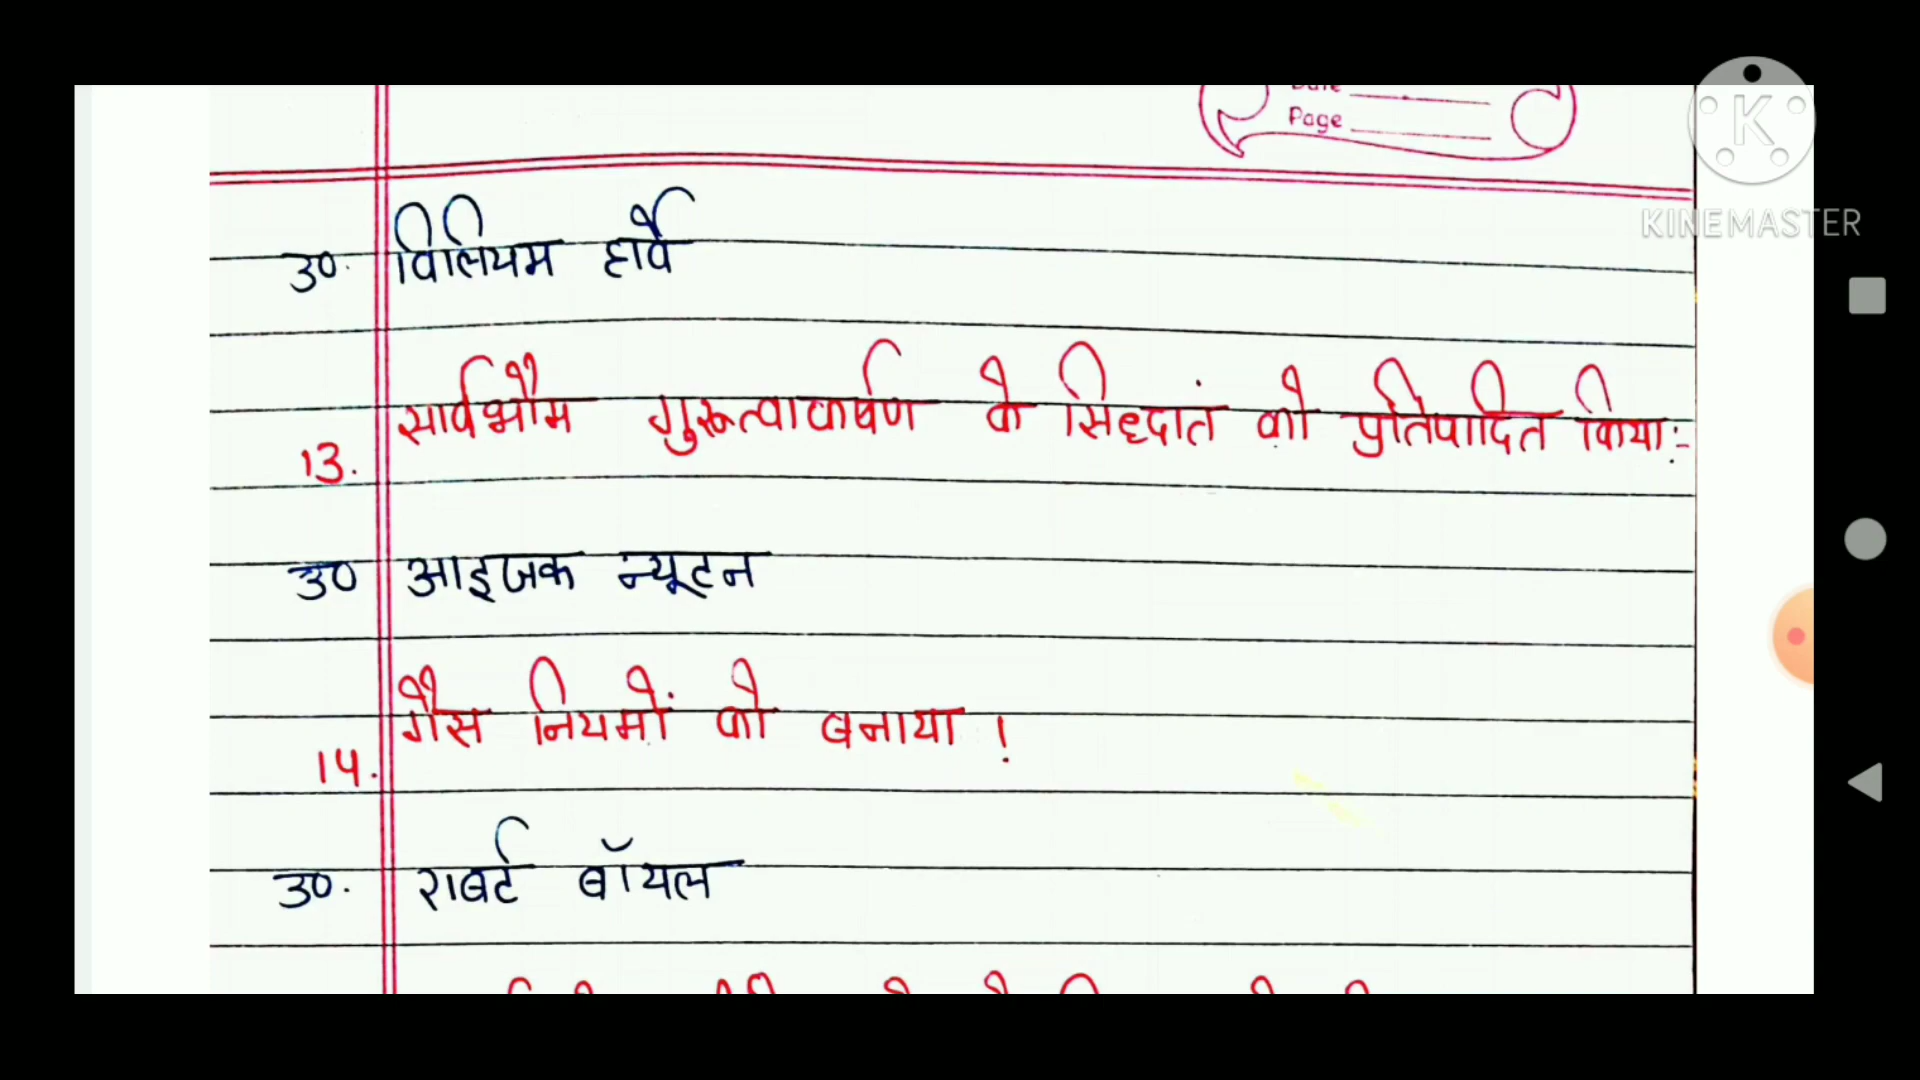 Page
KINEMASTER
उ०. विलियम हार्वे
13. सार्वभौम गुरूत्वाकर्षण के सिध्दातं को प्रतिपादित किया:-
उ० आइजक न्यूटन
14. गैस नियमों को बनाया।
उ०. राबर्ट बॉयल